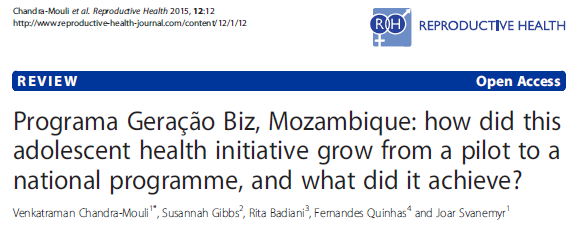 Chandra-Mouli et al. Reproductive Health 2015, 12:12
http://www.reproductive-health-journal.com/content/12/1/12
RH
REPRODUCTIVE HEALTH
REVIEW
Open Access
Programa Geração Biz, Mozambique: how did this
adolescent health initiative grow from a pilot to a
national programme, and what did it achieve?
Venkatraman Chandra-Mouli1*, Susannah Gibbs2, Rita Badiani3, Fernandes Quinhas4 and Joar Svanemyr1